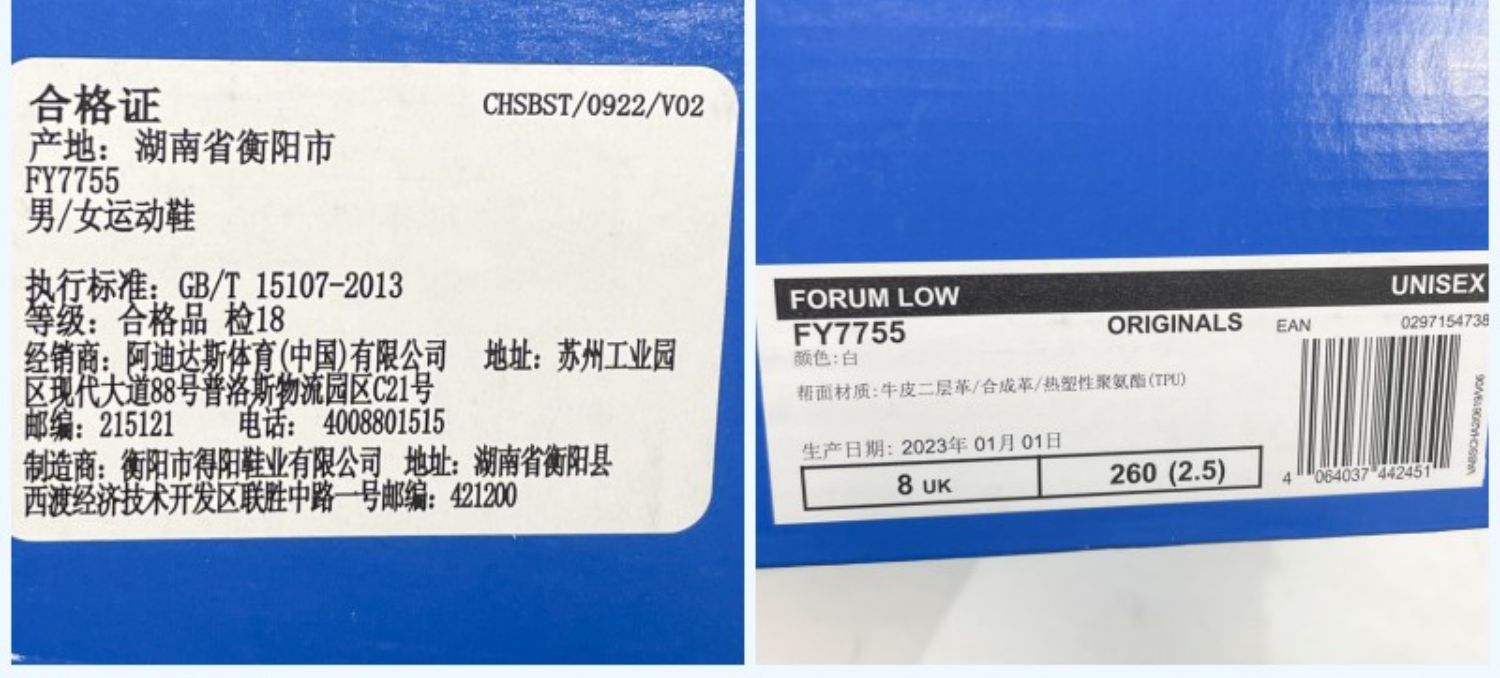 合格证
CHSBST/0922/V02
产地：湖南省衡阳市
FY7755
男/女运动鞋
执行标准：GB/T 15107-2013
等级：合格品 检18
经销商：阿迪达斯体育(中国)有限公司 地址：苏州工业园
区现代大道88号普洛斯物流园区C21号
邮编：215121 电话：4008801515
制造商：衡阳市得阳鞋业有限公司 地址：湖南省衡阳县
西渡经济技术开发区联胜中路一号邮编：421200
FORUM LOW
UNISEX
FY7755
ORIGINALS
EAN
0297154738
颜色:白
帮面材质:牛皮二层革/合成革/热塑性聚氨酯(TPU)
生产日期: 2023年 01月 01日
8 UK
260 (2.5)
4 064037 442451
VABSCHA2/0619/V06